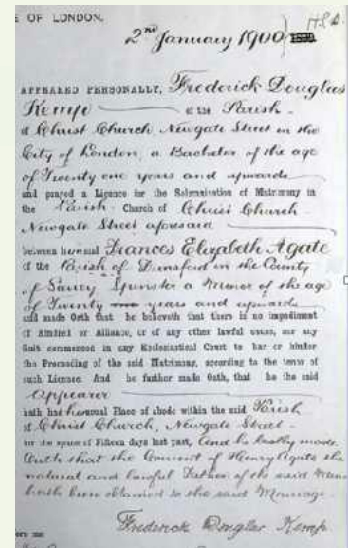 E OF LONDON.
2nd January 1900
APPEARED PERSONALLY, Frederick Douglas
Kemp of the Parish
of Christ Church, Newgate Street in the
City of London, a Bachelor of the age
of Twenty one years and upwards
and prayed a Licence for the Solemnization of Matrimony in
the Parish Church of Christ Church
Newgate Street aforesaid
between him and Frances Elizabeth Agate
of the Parish of Dunsford in the County
of Surrey Spinster a Minor of the age
of Twenty years and upwards
and made Oath that he believeth that there is no impediment
of Kindred or Alliance, or of any other lawful cause, nor any
Suit commenced in any Ecclesiastical Court to bar or hinder
the Proceeding of the said Matrimony, according to the tenor of
such Licence. And he further made Oath, that he the said
Appearer
hath had his usual Place of abode within the said Parish
of Christ Church, Newgate Street
for the space of Fifteen days last past, And he lastly made
Oath that the Consent of Henry Agate the
natural and lawful Father of the said Minor
hath been obtained to the said Marriage.
Frederick Douglas Kemp